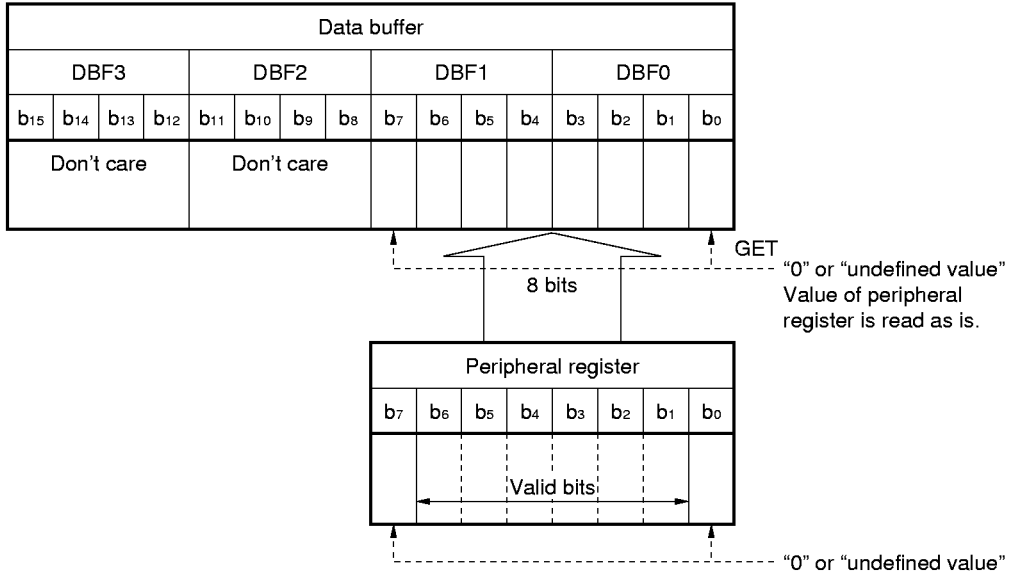 Data buffer
DBF3 DBF2 DBF1 DBF0
b15 b14 b13 b12 b11 b10 b9 b8 b7 b6 b5 b4 b3 b2 b1 b0
Don't care Don't care
GET
8 bits
“0” or “undefined value”
Value of peripheral
register is read as is.
Peripheral register
b7 b6 b5 b4 b3 b2 b1 b0
Valid bits
“0” or “undefined value”